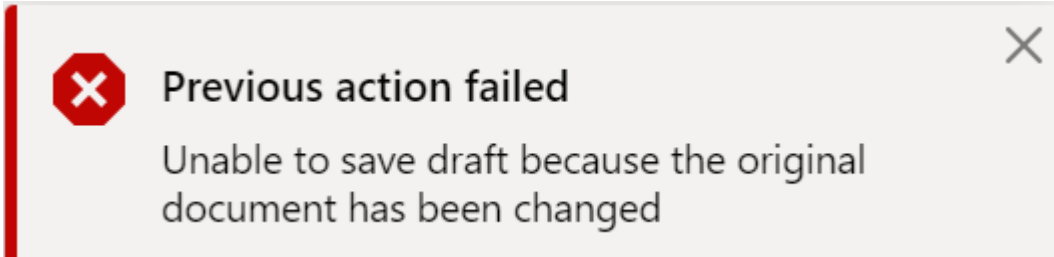 Previous action failed
Unable to save draft because the original
document has been changed